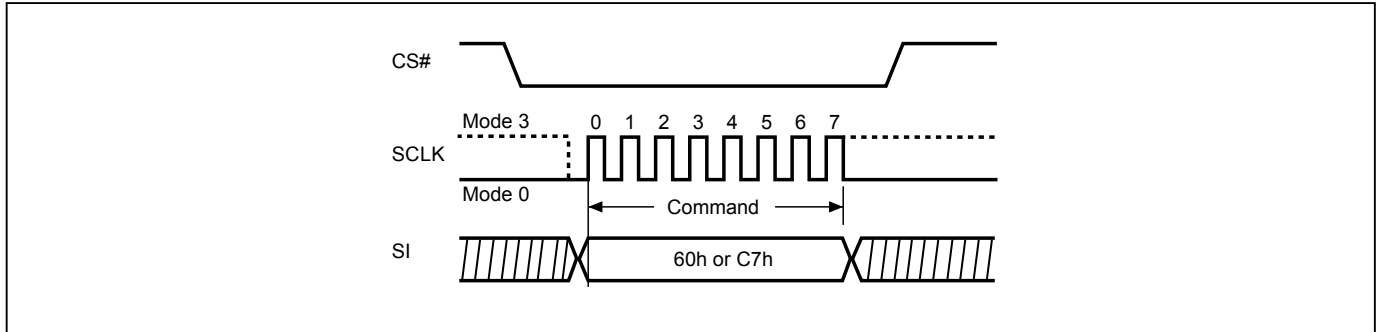 CS#
Mode 3
0 1 2 3 4 5 6 7
SCLK
Mode 0
Command
SI
60h or C7h